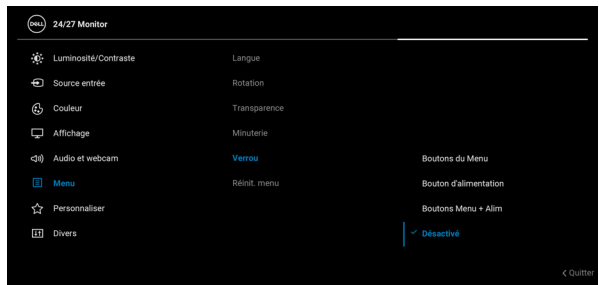 DELL 24/27 Monitor
Luminosité/Contraste Langue
Source entrée Rotation
Couleur Transparence
Affichage Minuterie
Audio et webcam Verrou Boutons du Menu
Menu Réinit. menu Bouton d'alimentation
Personnaliser Boutons Menu + Alim
Divers Désactivé
Quitter